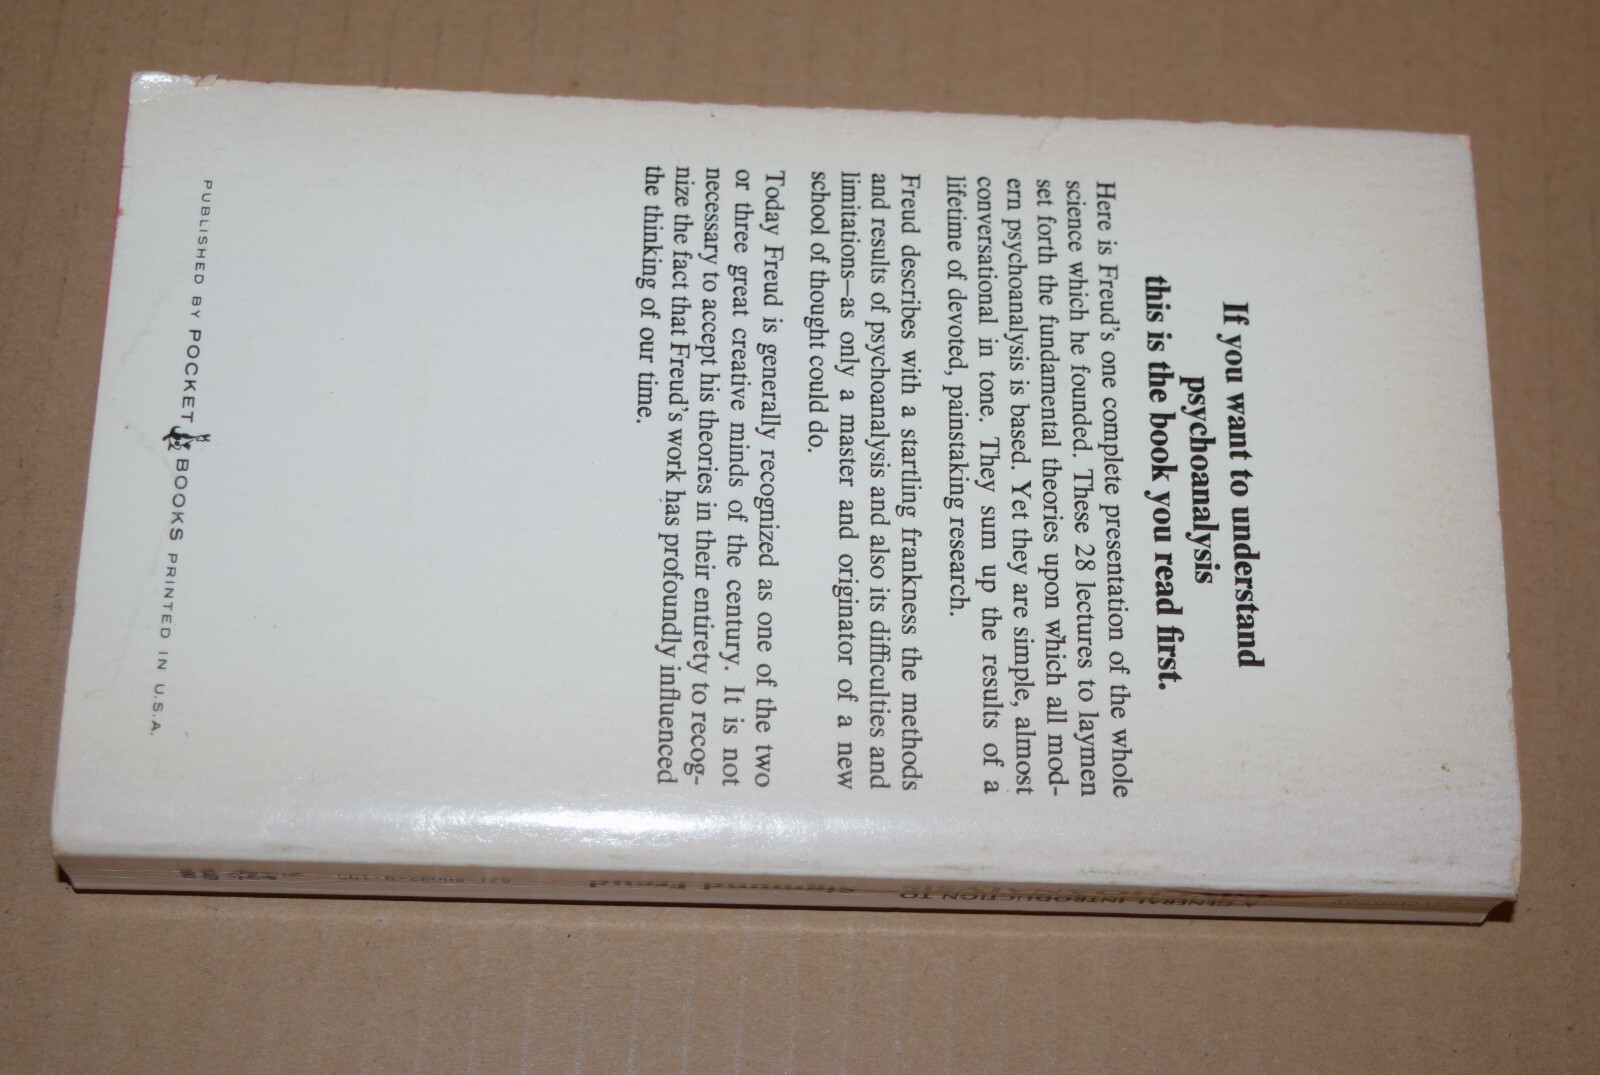 If you want to understand
psychoanalysis
this is the book you read first.
Here is Freud's one complete presentation of the whole
science which he founded. These 28 lectures to laymen
set forth the fundamental theories upon which all mod-
ern psychoanalysis is based. Yet they are simple, almost
conversational in tone. They sum up the results of a
lifetime of devoted, painstaking research.
Freud describes with a startling frankness the methods
and results of psychoanalysis and also its difficulties and
limitations—as only a master and originator of a new
school of thought could do.
Today Freud is generally recognized as one of the two
or three great creative minds of the century. It is not
necessary to accept his theories in their entirety to recog-
nize the fact that Freud's work has profoundly influenced
the thinking of our time.
PUBLISHED BY POCKET BOOKS PRINTED IN U.S.A.
A GENERAL INTRODUCTION TO
PSYCHOANALYSIS
Sigmund Freud